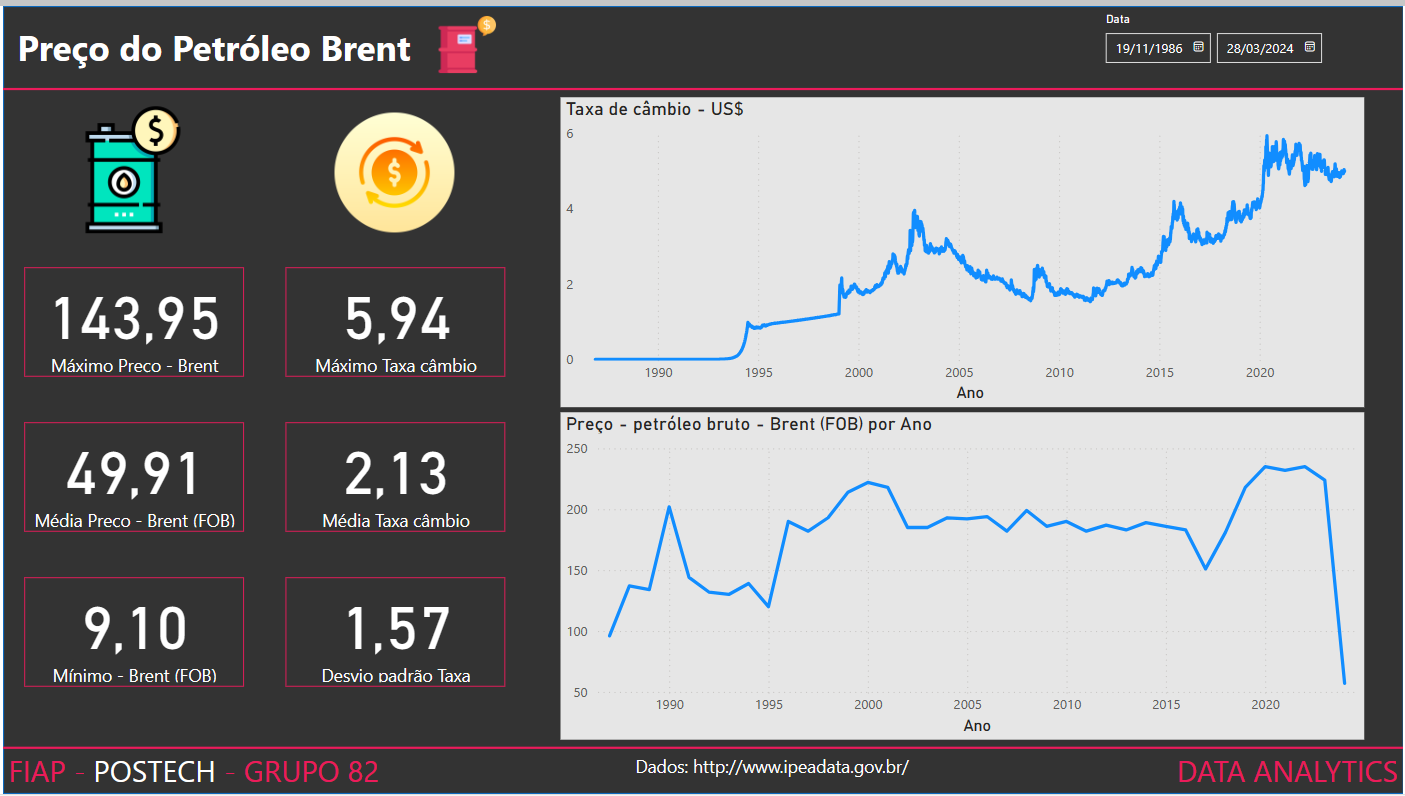 Preço do Petróleo Brent
$
Data
19/11/1986
28/03/2024
$
$
143,95
Máximo Preco - Brent
5,94
Máximo Taxa câmbio
49,91
Média Preco - Brent (FOB)
2,13
Média Taxa câmbio
9,10
Mínimo - Brent (FOB)
1,57
Desvio padrão Taxa
Taxa de câmbio - US$
6
4
2
0
1990 1995 2000 2005 2010 2015 2020
Ano
Preço - petróleo bruto - Brent (FOB) por Ano
250
200
150
100
50
1990 1995 2000 2005 2010 2015 2020
Ano
FIAP - POSTECH - GRUPO 82
Dados: http://www.ipeadata.gov.br/
DATA ANALYTICS